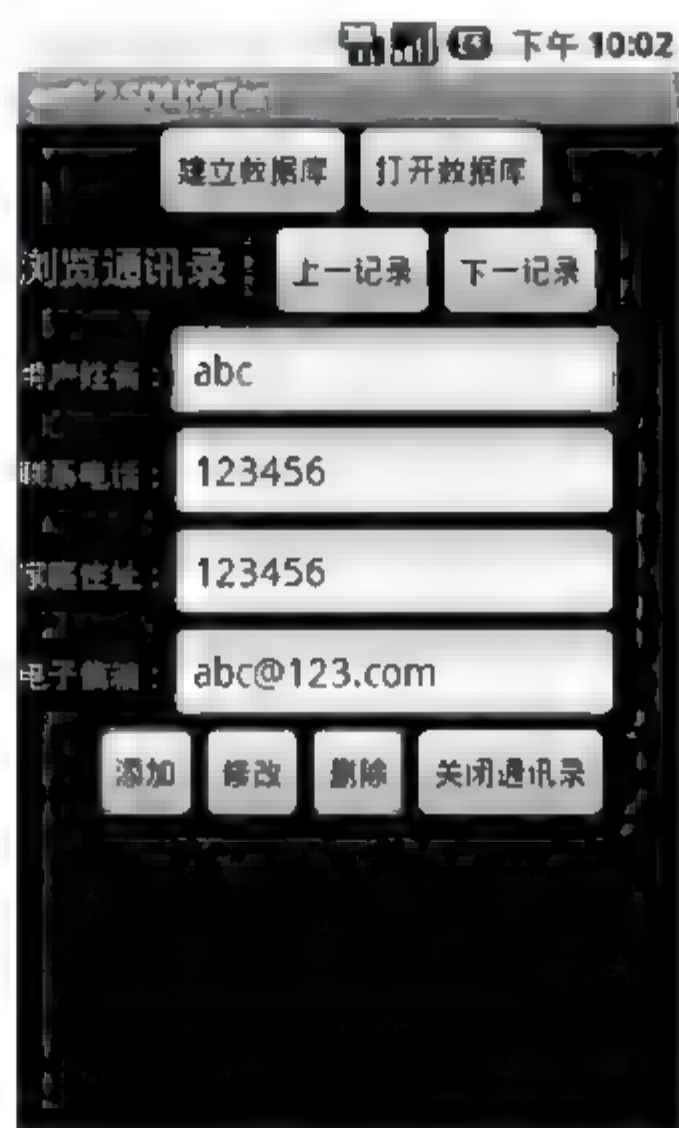 下午 10:02
建立数据库 打开数据库
浏览通讯录 : 上一记录 下一记录
姓名 : abc
联系电话 : 123456
家庭住址 : 123456
电子信箱 : abc@123.com
添加 修改 删除 关闭通讯录